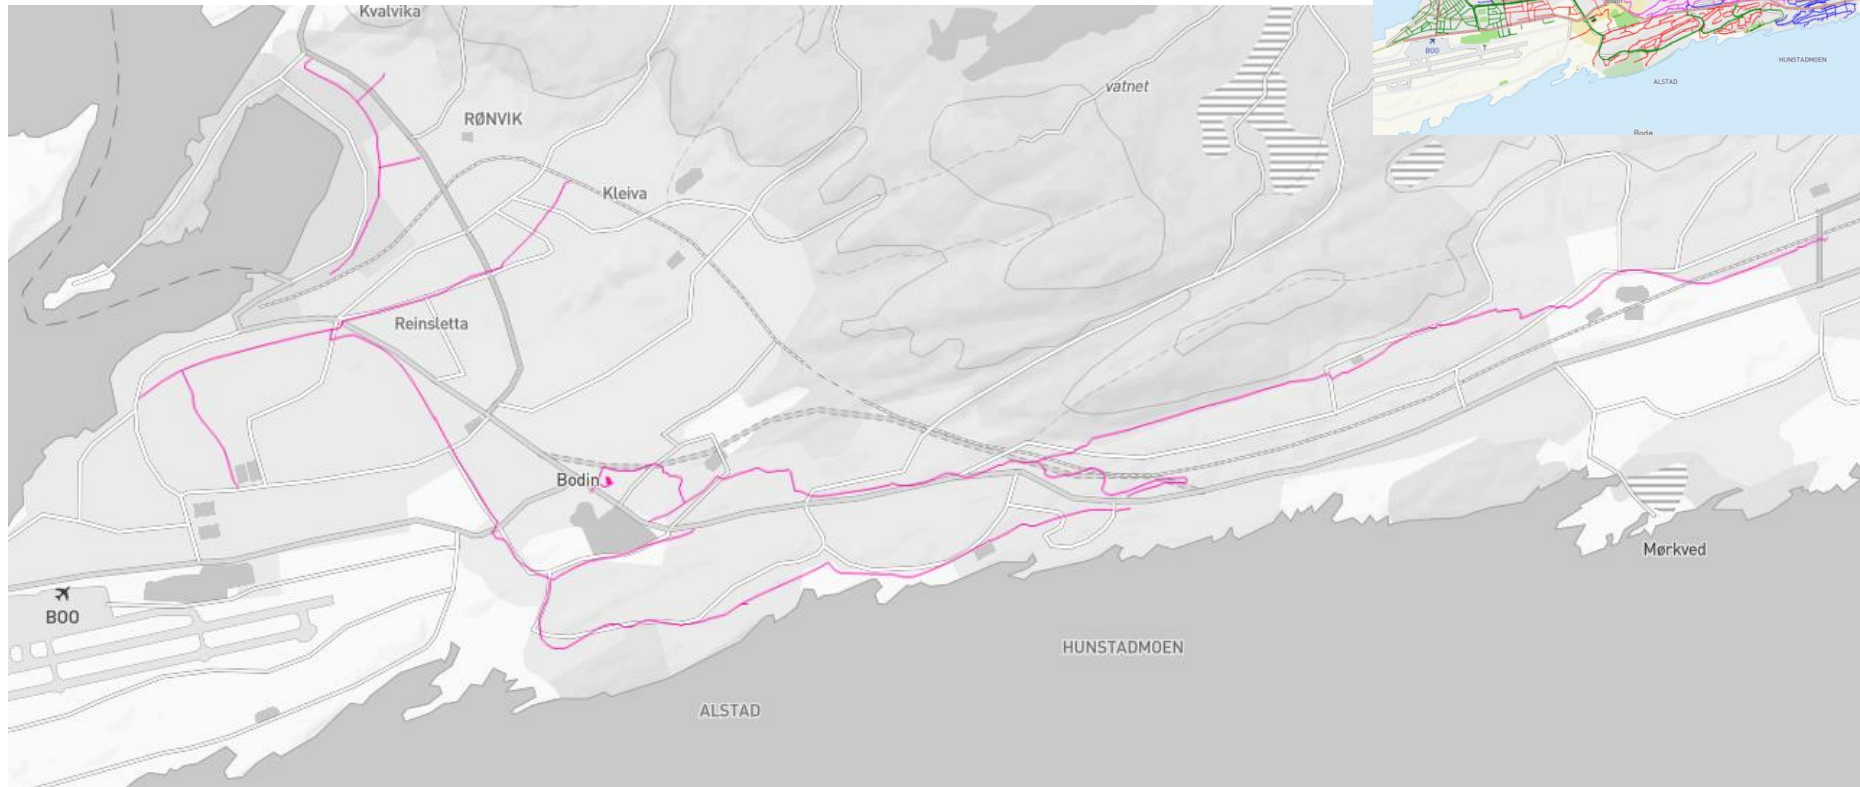 Kvalvika
RØNVIK
vatnet
Kleiva
Reinsletta
Bodin
Mørkved
BOO
HUNSTADMOEN
ALSTAD
BOO
HUNSTADMOEN
ALSTAD